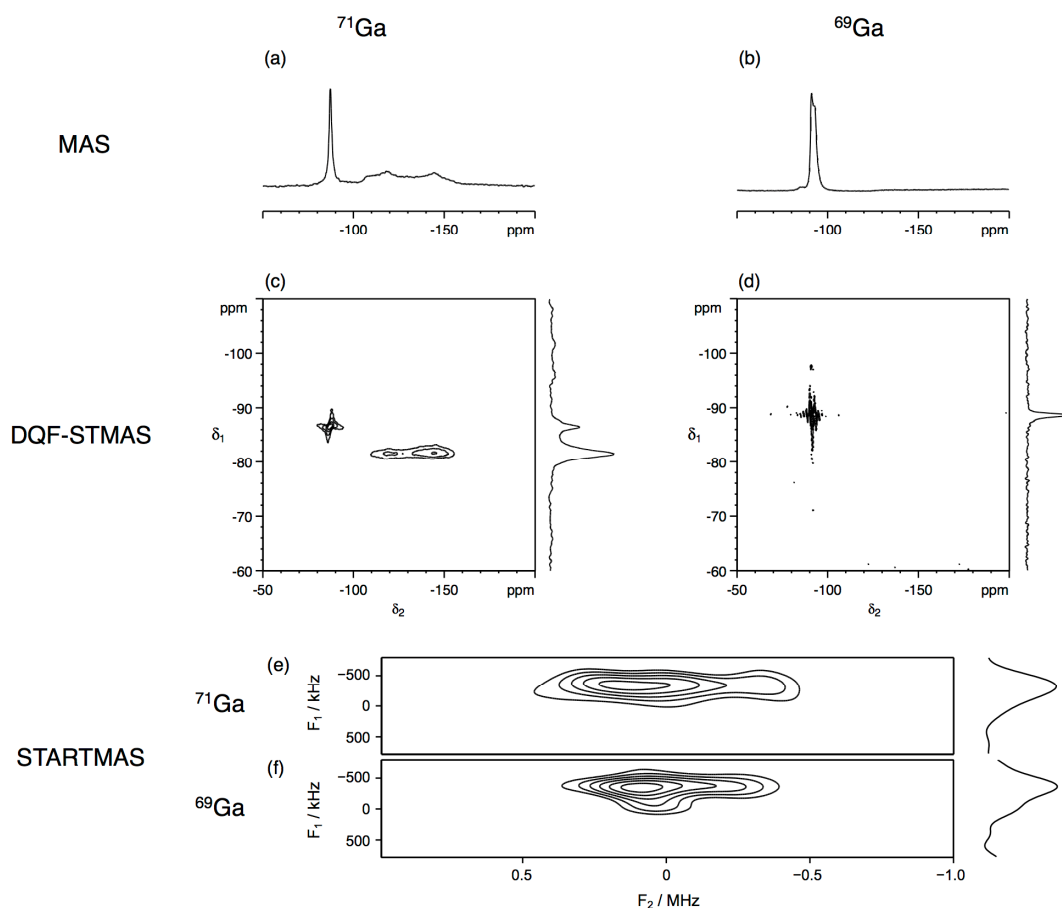 ⁷¹Ga ⁶⁹Ga
(a) (b)
MAS
-100 -150 ppm -100 -150 ppm
(c) (d)
ppm ppm
-100 -100
-90 -90
DQF-STMAS δ₁ δ₁
-80 -80
-70 -70
-60 -60
-50 -100 -150 ppm -50 -100 -150 ppm
δ₂ δ₂
(e)
⁷¹Ga F₁ / kHz −500 0 500
STARTMAS
(f)
⁶⁹Ga F₁ / kHz −500 0 500
0.5 0 −0.5 −1.0
F₂ / MHz